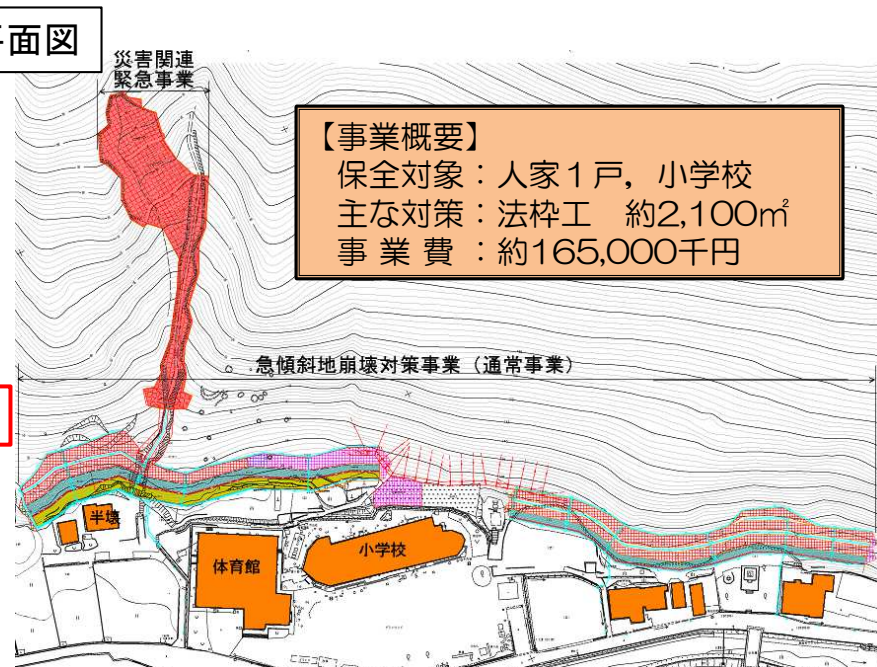 平面図
災害関連
緊急事業
【事業概要】
保全対象：人家１戸，小学校
主な対策：法枠工　約2,100㎡
事 業 費 ：約165,000千円
急傾斜地崩壊対策事業（通常事業）
半壊
体育館
小学校